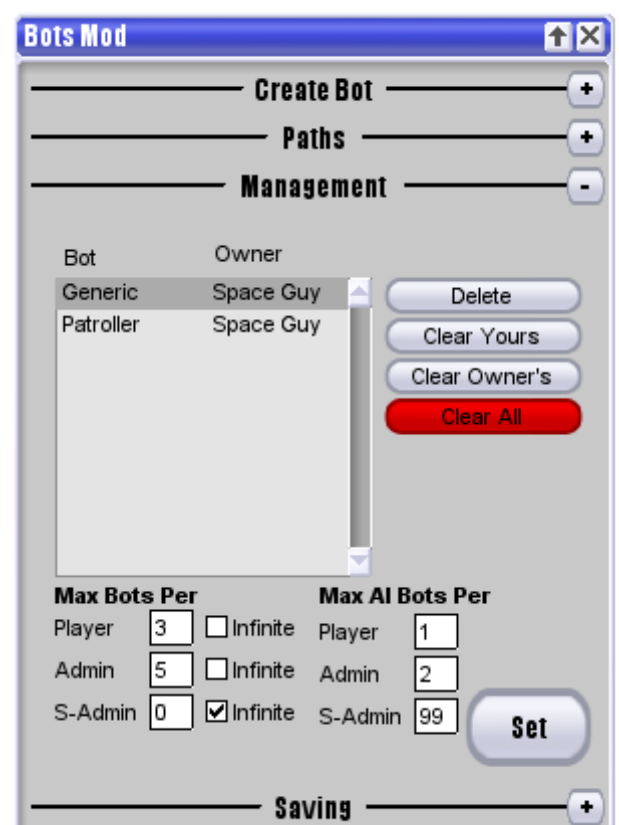 Bots Mod
Create Bot +
Paths +
Management -
Bot Owner
Generic Space Guy Delete
Patroller Space Guy Clear Yours
Clear Owner's
Clear All
Max Bots Per Max AI Bots Per
Player 3 Infinite Player 1
Admin 5 Infinite Admin 2
S-Admin 0 Infinite S-Admin 99
Set
Saving +